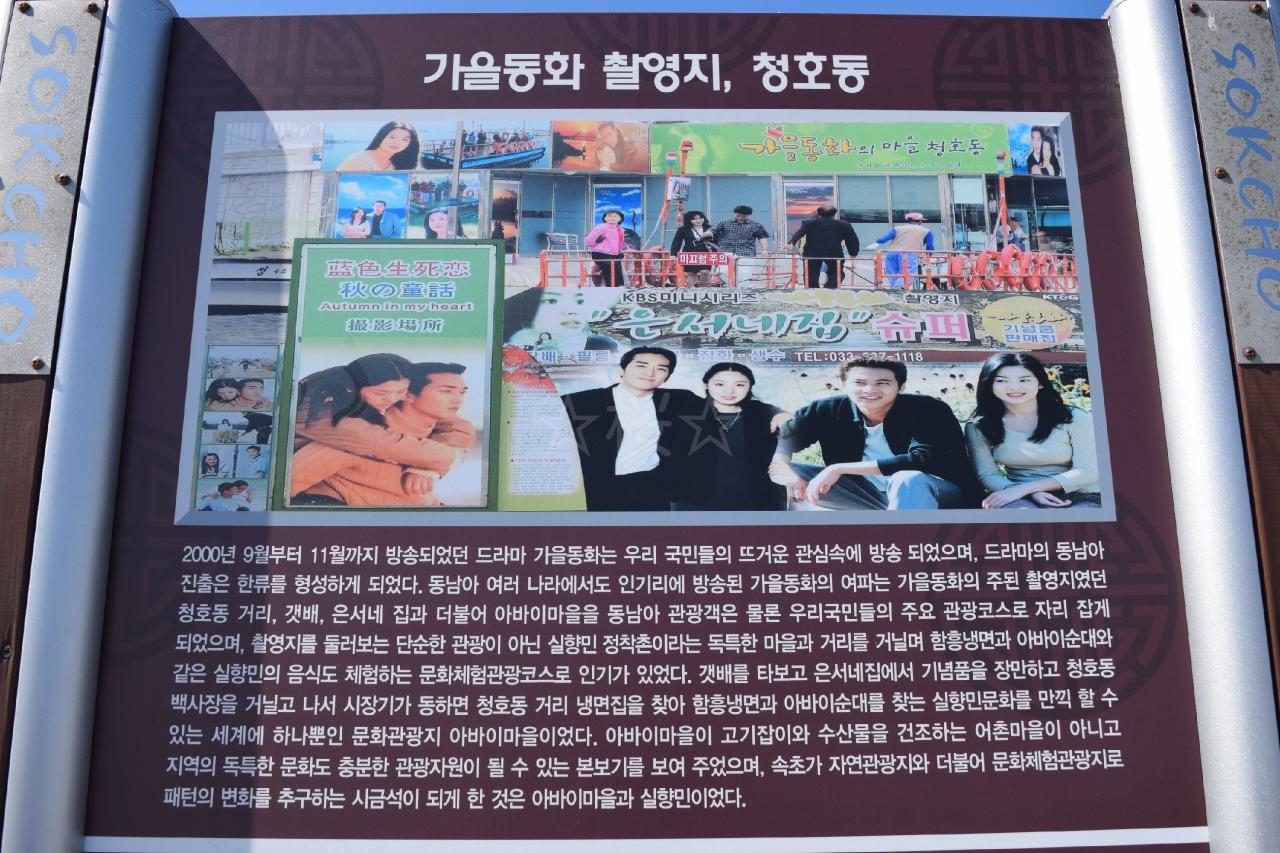 SOKCHO
SOKCHO
가을동화 촬영지, 청호동
가을동화의 마을 청호동
미끄럼주의
蓝色生死恋
秋の童話
Autumn in my heart
撮影場所
KBS미니시리즈
촬영지
KT&G
"은서네집" 슈퍼
기념품
판매점
생수 TEL:033
1118
☆桜☆
2000년 9월부터 11월까지 방송되었던 드라마 가을동화는 우리 국민들의 뜨거운 관심속에 방송 되었으며, 드라마의 동남아
진출은 한류를 형성하게 되었다. 동남아 여러 나라에서도 인기리에 방송된 가을동화의 여파는 가을동화의 주된 촬영지였던
청호동 거리, 갯배, 은서네 집과 더불어 아바이마을을 동남아 관광객은 물론 우리국민들의 주요 관광코스로 자리 잡게
되었으며, 촬영지를 둘러보는 단순한 관광이 아닌 실향민 정착촌이라는 독특한 마을과 거리를 거닐며 함흥냉면과 아바이순대와
같은 실향민의 음식도 체험하는 문화체험관광코스로 인기가 있었다. 갯배를 타보고 은서네집에서 기념품을 장만하고 청호동
백사장을 거닐고 나서 시장기가 동하면 청호동 거리 냉면집을 찾아 함흥냉면과 아바이순대를 찾는 실향민문화를 만끽 할 수
있는 세계에 하나뿐인 문화관광지 아바이마을이었다. 아바이마을이 고기잡이와 수산물을 건조하는 어촌마을이 아니고
지역의 독특한 문화도 충분한 관광자원이 될 수 있는 본보기를 보여 주었으며, 속초가 자연관광지와 더불어 문화체험관광지로
패턴의 변화를 추구하는 시금석이 되게 한 것은 아바이마을과 실향민이었다.